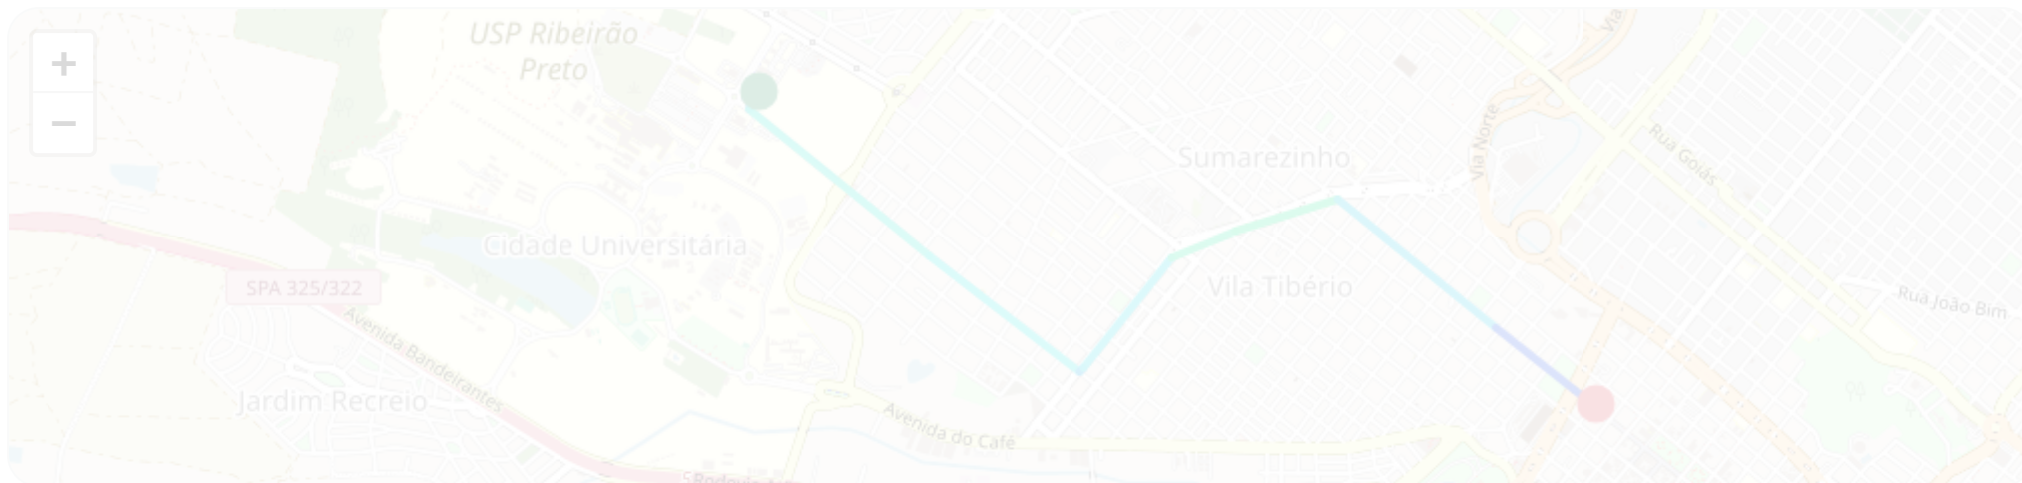 USP Ribeirão
Preto
+
−
Via
Via Norte
Rua Goiás
Sumarezinho
Cidade Universitária
SPA 325/322
Vila Tibério
Rua João Bim
Avenida Bandeirantes
Jardim Recreio
Avenida do Café